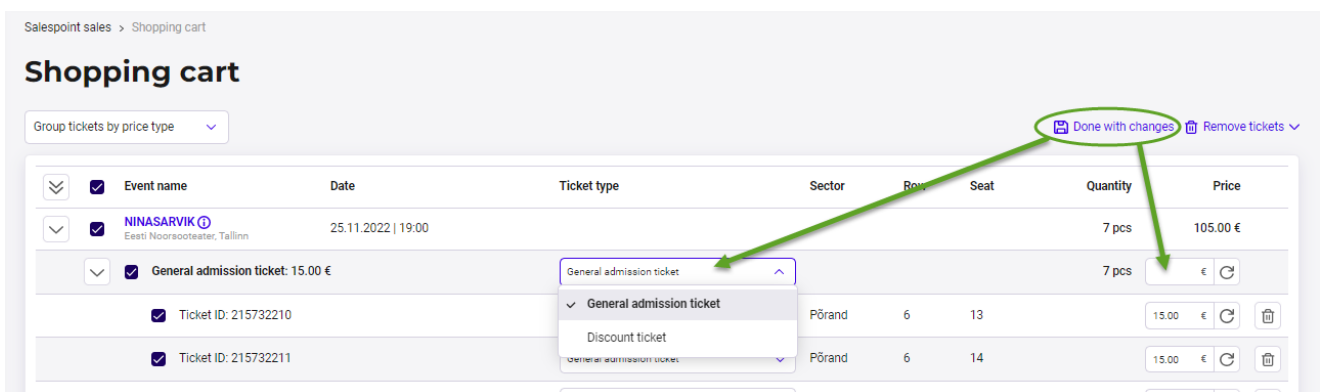 Salespoint sales > Shopping cart
Shopping cart
Group tickets by price type
Done with changes Remove tickets
Event name Date Ticket type Sector Row Seat Quantity Price
NINASARVIK 25.11.2022 | 19:00 7 pcs 105.00 €
Eesti Noorsooteater, Tallinn
General admission ticket: 15.00 € General admission ticket 7 pcs €
General admission ticket
Ticket ID: 215732210 Põrand 6 13 15.00 €
Discount ticket
Ticket ID: 215732211 General admission ticket Põrand 6 14 15.00 €